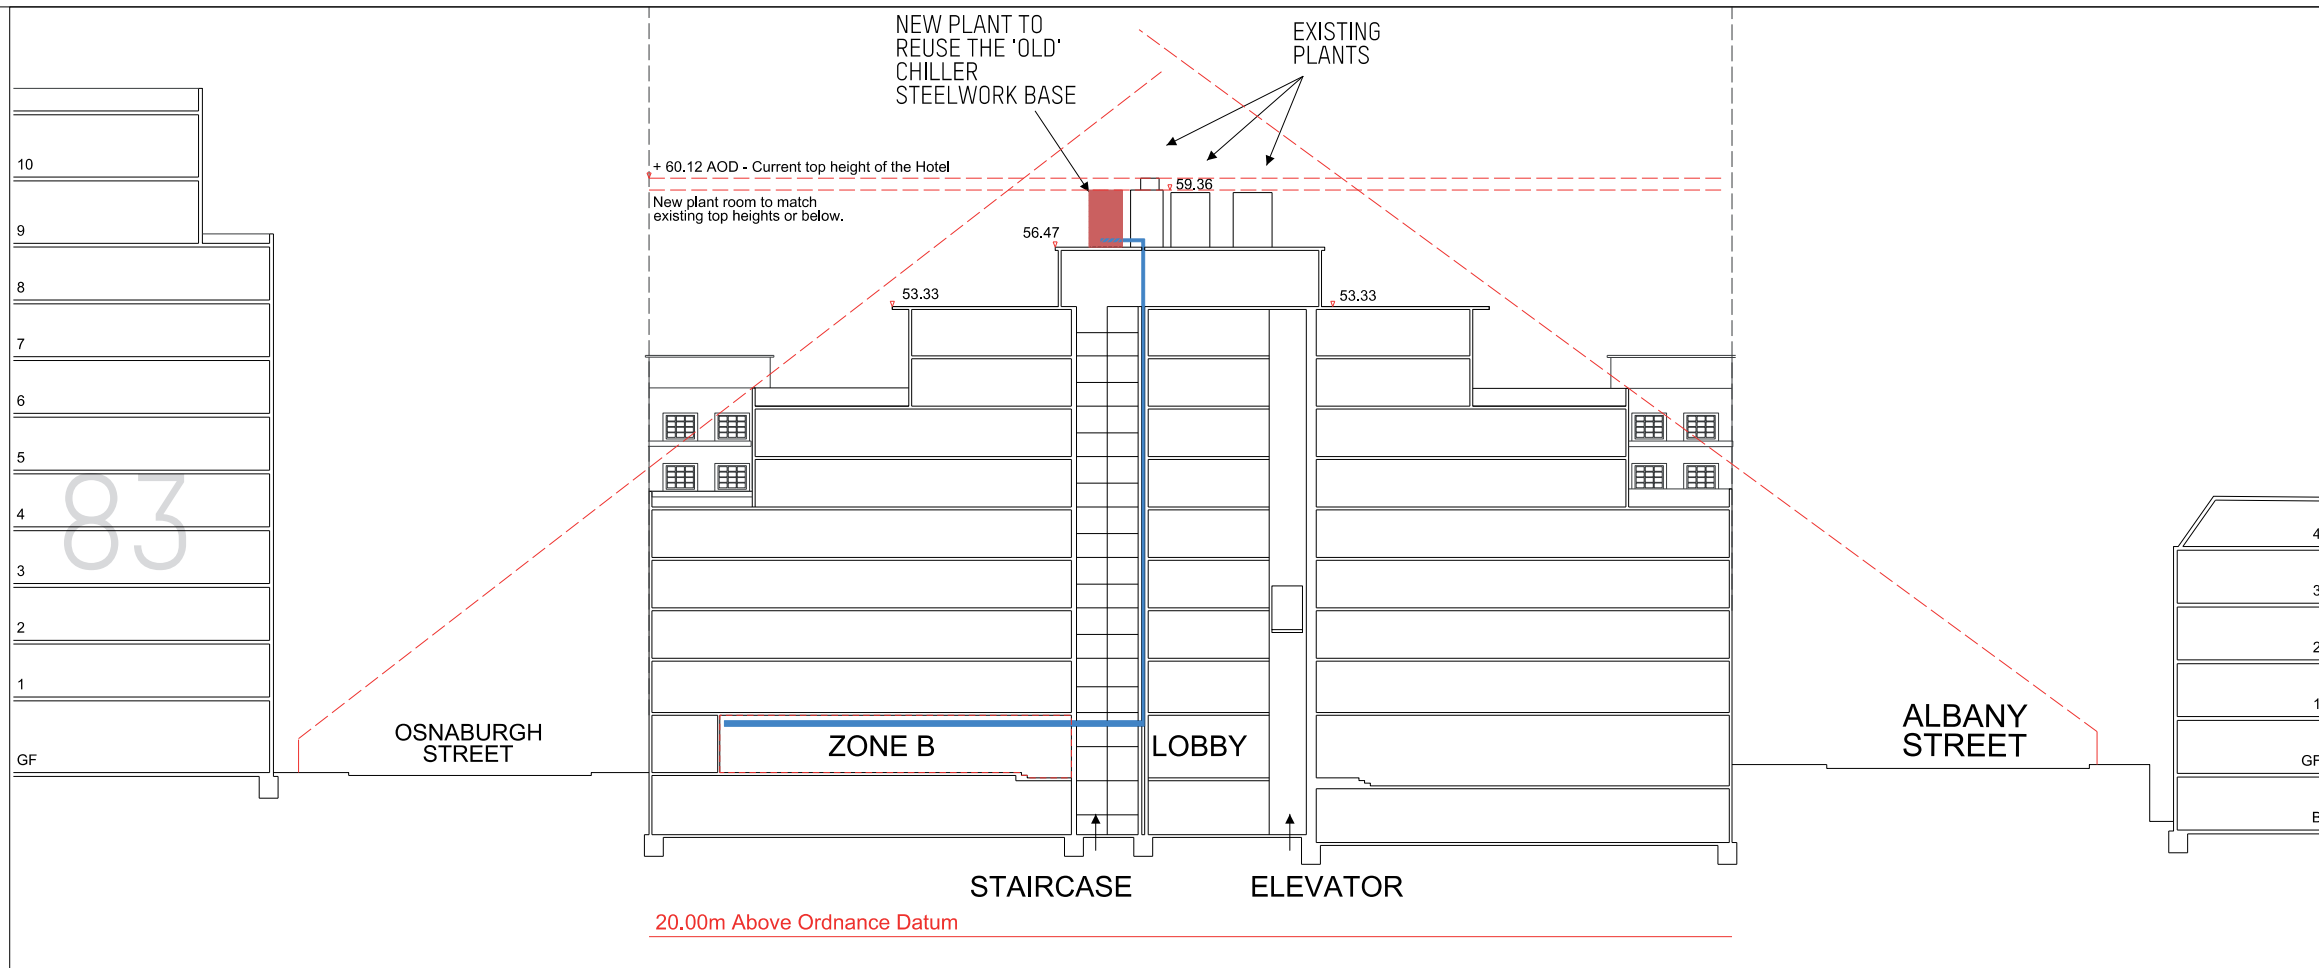 NEW PLANT TO
REUSE THE 'OLD'
CHILLER
STEELWORK BASE
EXISTING
PLANTS
+ 60.12 AOD - Current top height of the Hotel
New plant room to match
existing top heights or below.
59.36
56.47
53.33
53.33
10
9
8
7
6
5
4
3
2
1
GF
83
OSNABURGH
STREET
ZONE B
LOBBY
ALBANY
STREET
4
3
2
1
GF
B
STAIRCASE
ELEVATOR
20.00m Above Ordnance Datum